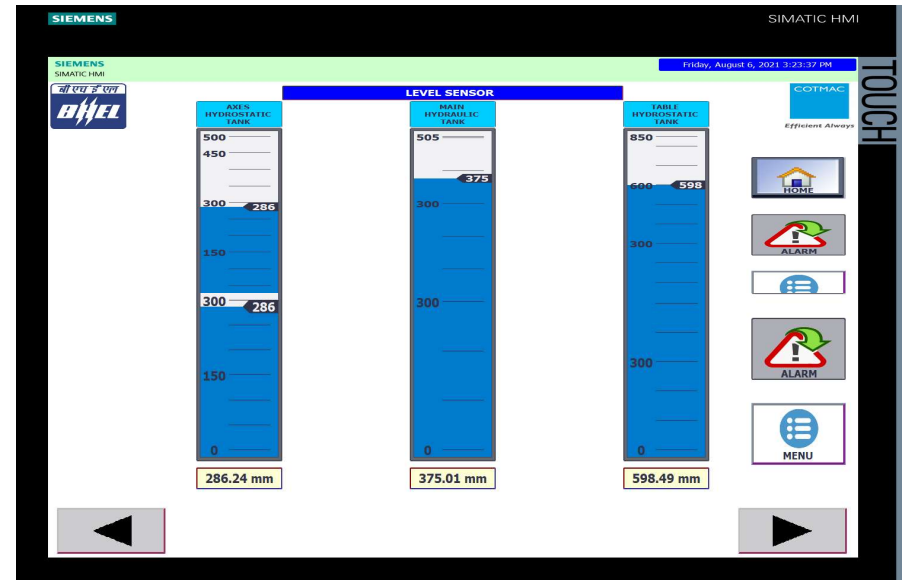 SIEMENS
SIMATIC HMI
TOUCH
SIEMENS
SIMATIC HMI
Friday, August 6, 2021 3:23:37 PM
बी एच ई एल
BHEL
COTMAC
Efficient Always
LEVEL SENSOR
AXES
HYDROSTATIC
TANK
MAIN
HYDRAULIC
TANK
TABLE
HYDROSTATIC
TANK
500
450
300
286
150
300
286
150
0
286.24 mm
505
375
300
300
0
375.01 mm
850
600
598
300
300
0
598.49 mm
HOME
ALARM
ALARM
MENU